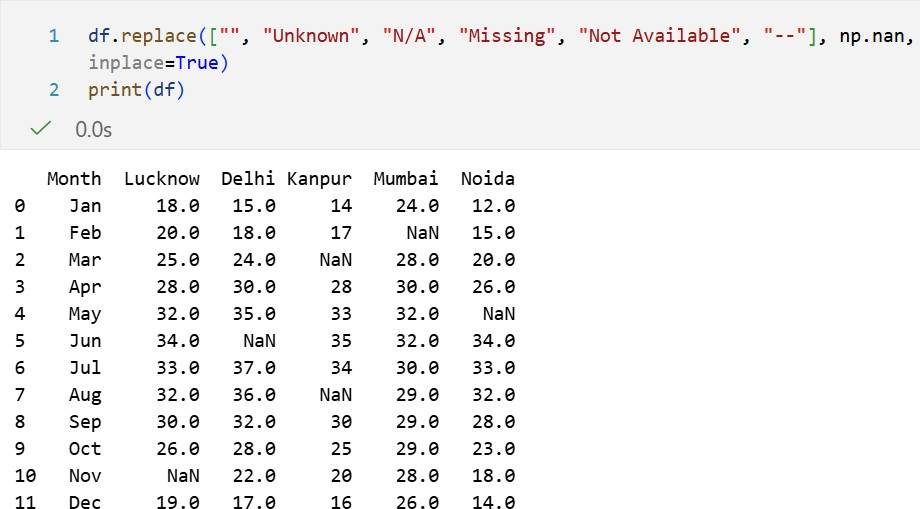 1 df.replace(["", "Unknown", "N/A", "Missing", "Not Available", "--"], np.nan,
inplace=True)
2 print(df)
0.0s
Month Lucknow Delhi Kanpur Mumbai Noida
0 Jan 18.0 15.0 14 24.0 12.0
1 Feb 20.0 18.0 17 NaN 15.0
2 Mar 25.0 24.0 NaN 28.0 20.0
3 Apr 28.0 30.0 28 30.0 26.0
4 May 32.0 35.0 33 32.0 NaN
5 Jun 34.0 NaN 35 32.0 34.0
6 Jul 33.0 37.0 34 30.0 33.0
7 Aug 32.0 36.0 NaN 29.0 32.0
8 Sep 30.0 32.0 30 29.0 28.0
9 Oct 26.0 28.0 25 29.0 23.0
10 Nov NaN 22.0 20 28.0 18.0
11 Dec 19.0 17.0 16 26.0 14.0